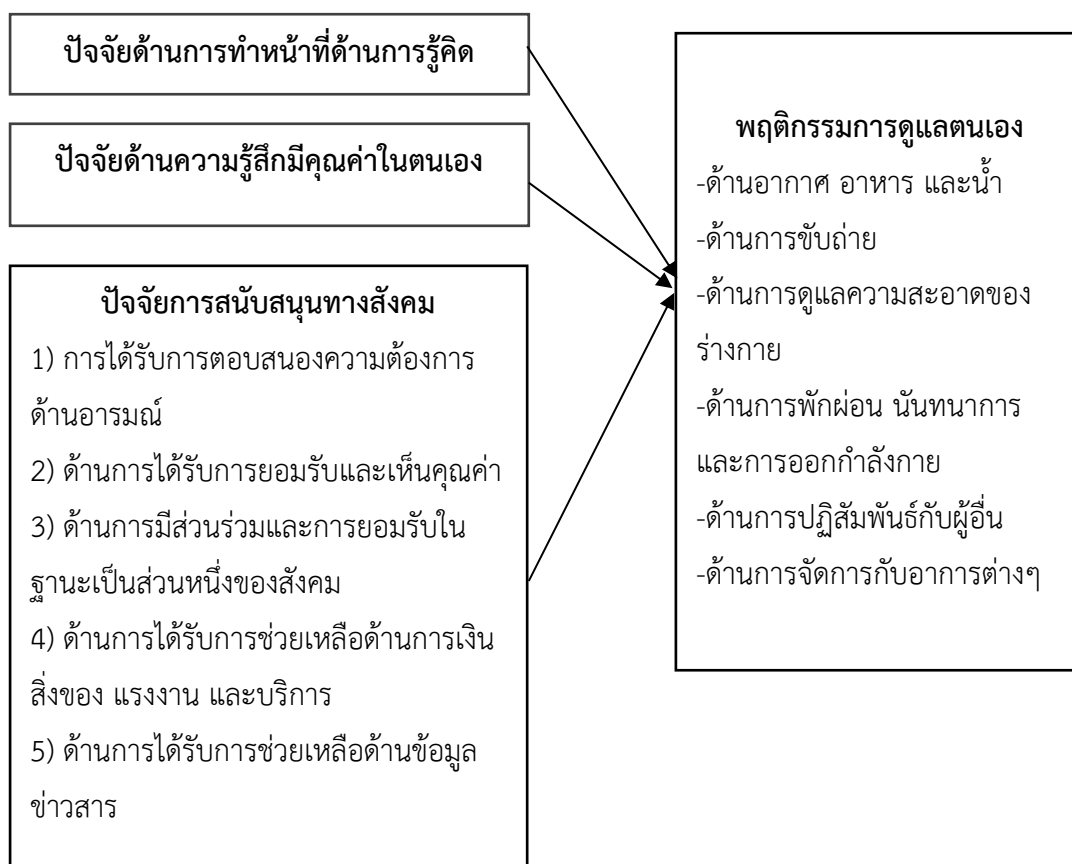 ปัจจัยด้านการทำหน้าที่ด้านการรู้คิด
ปัจจัยด้านความรู้สึกมีคุณค่าในตนเอง
ปัจจัยการสนับสนุนทางสังคม
1) การได้รับการตอบสนองความต้องการ
ด้านอารมณ์
2) ด้านการได้รับการยอมรับและเห็นคุณค่า
3) ด้านการมีส่วนร่วมและการยอมรับใน
ฐานะเป็นส่วนหนึ่งของสังคม
4) ด้านการได้รับการช่วยเหลือด้านการเงิน
สิ่งของ แรงงาน และบริการ
5) ด้านการได้รับการช่วยเหลือด้านข้อมูล
ข่าวสาร
พฤติกรรมการดูแลตนเอง
-ด้านอากาศ อาหาร และน้ำ
-ด้านการขับถ่าย
-ด้านการดูแลความสะอาดของ
ร่างกาย
-ด้านการพักผ่อน นันทนาการ
และการออกกำลังกาย
-ด้านการปฏิสัมพันธ์กับผู้อื่น
-ด้านการจัดการกับอาการต่างๆ